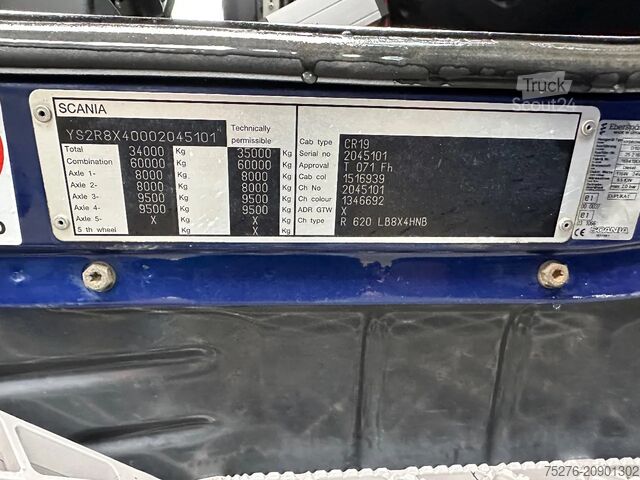 Truck
Scout24
SCANIA
YS2R8X40002045101
Technically
permissible
Total 34000 Kg 35000 Kg
Combination 60000 Kg 60000 Kg
Axle 1- 8000 Kg 8000 Kg
Axle 2- 8000 Kg 8000 Kg
Axle 3- 9500 Kg 9500 Kg
Axle 4- 9500 Kg 9500 Kg
Axle 5- X Kg X Kg
5 th wheel X Kg X Kg
Cab type CR19
Serial no 2045101
Approval T 071 Fh
Cab col 1516939
Ch No 2045101
Ch colour 1346692
ADR GTW X
Ch type R 620 LB8X4HNB
SCANIA
75276-20901302